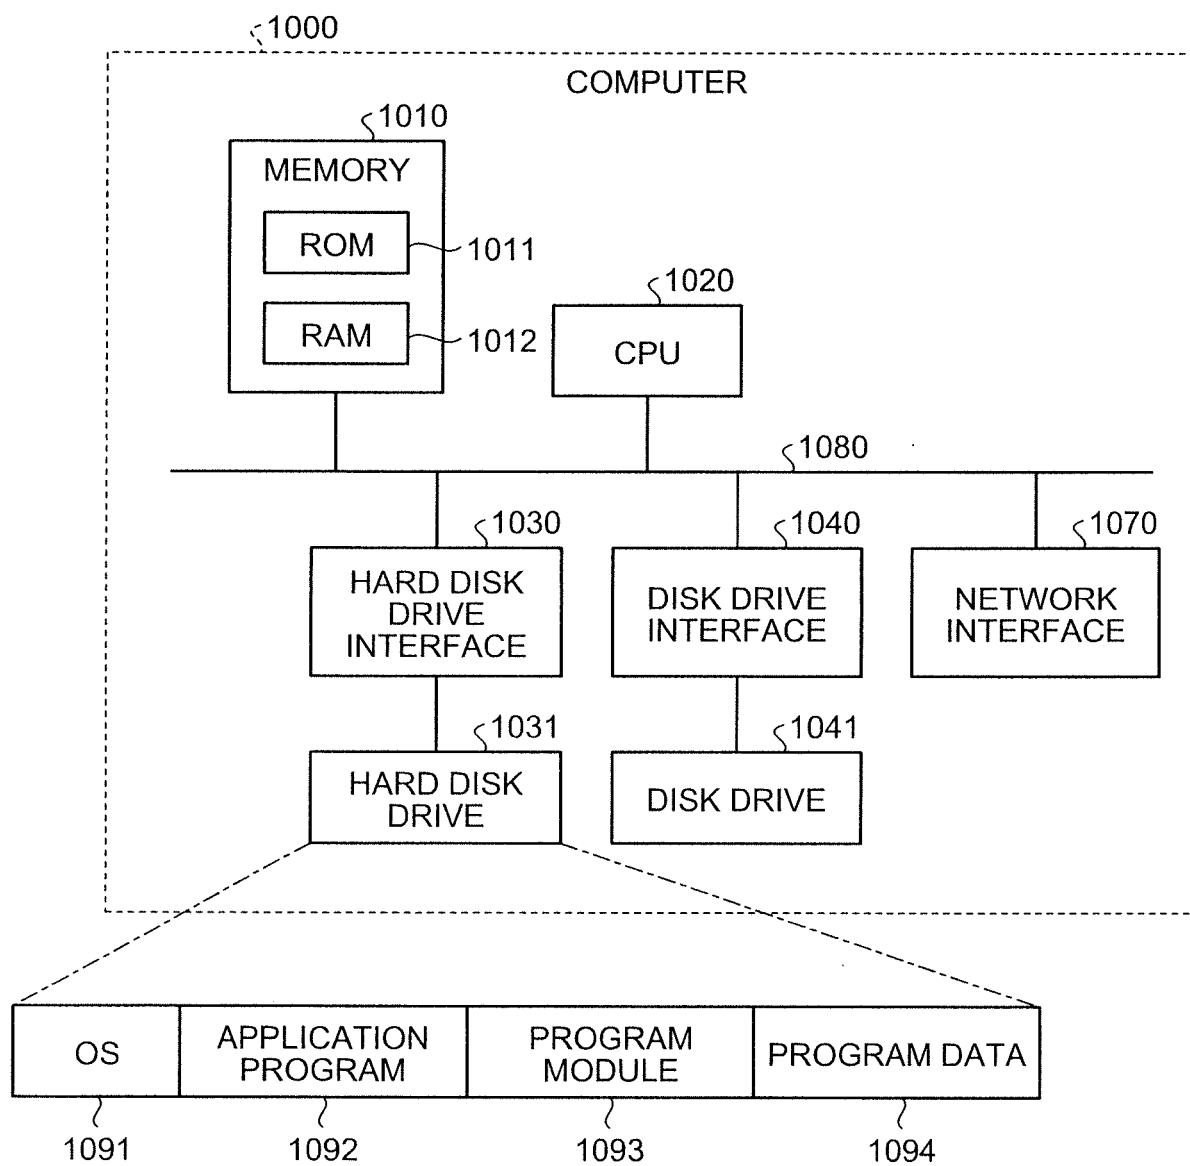 1000
COMPUTER
1010
MEMORY
ROM
1011
RAM
1012
1020
CPU
1080
1030
HARD DISK
DRIVE
INTERFACE
1040
DISK DRIVE
INTERFACE
1070
NETWORK
INTERFACE
1031
HARD DISK
DRIVE
1041
DISK DRIVE
OS
APPLICATION
PROGRAM
PROGRAM
MODULE
PROGRAM DATA
1091
1092
1093
1094